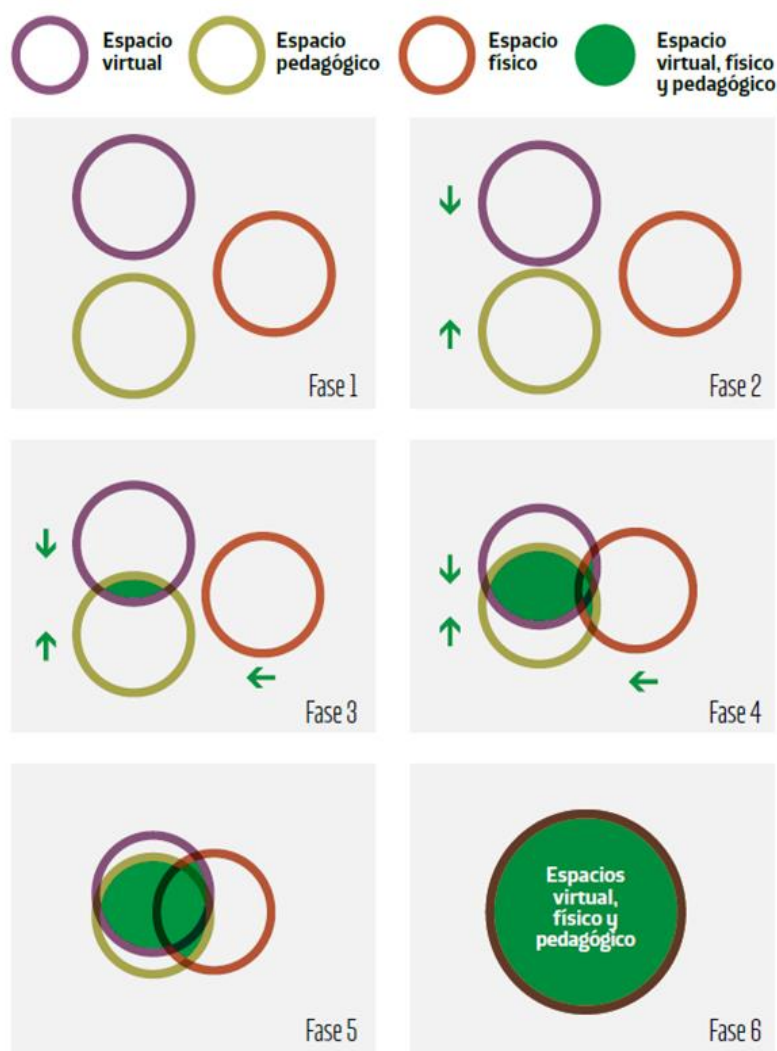 Espacio
virtual
Espacio
pedagógico
Espacio
físico
Espacio
virtual, físico
y pedagógico
Fase 1
Fase 2
Fase 3
Fase 4
Fase 5
Espacios
virtual,
físico y
pedagógico
Fase 6